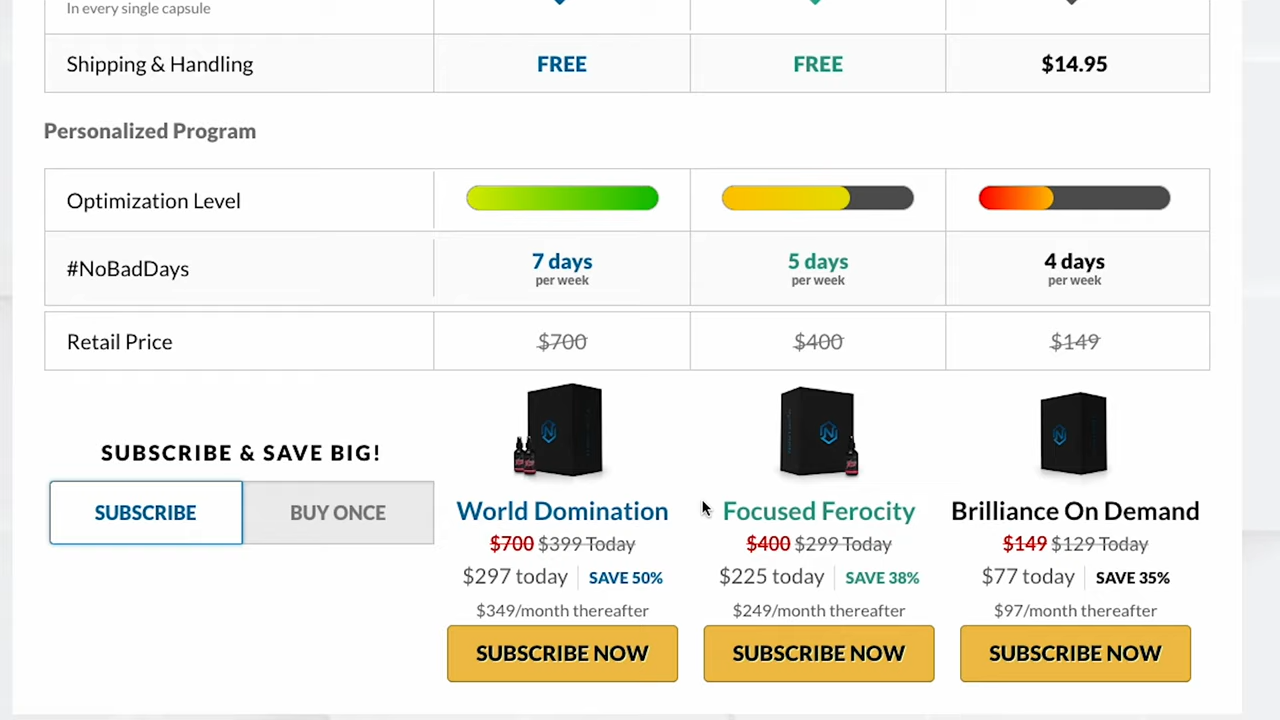 In every single capsule
Shipping & Handling FREE FREE $14.95
Personalized Program
Optimization Level
#NoBadDays 7 days 5 days 4 days
per week per week per week
Retail Price $700 $400 $149
SUBSCRIBE & SAVE BIG!
SUBSCRIBE BUY ONCE
World Domination Focused Ferocity Brilliance On Demand
$700 $399 Today $400 $299 Today $149 $129 Today
$297 today SAVE 50% $225 today SAVE 38% $77 today SAVE 35%
$349/month thereafter $249/month thereafter $97/month thereafter
SUBSCRIBE NOW SUBSCRIBE NOW SUBSCRIBE NOW